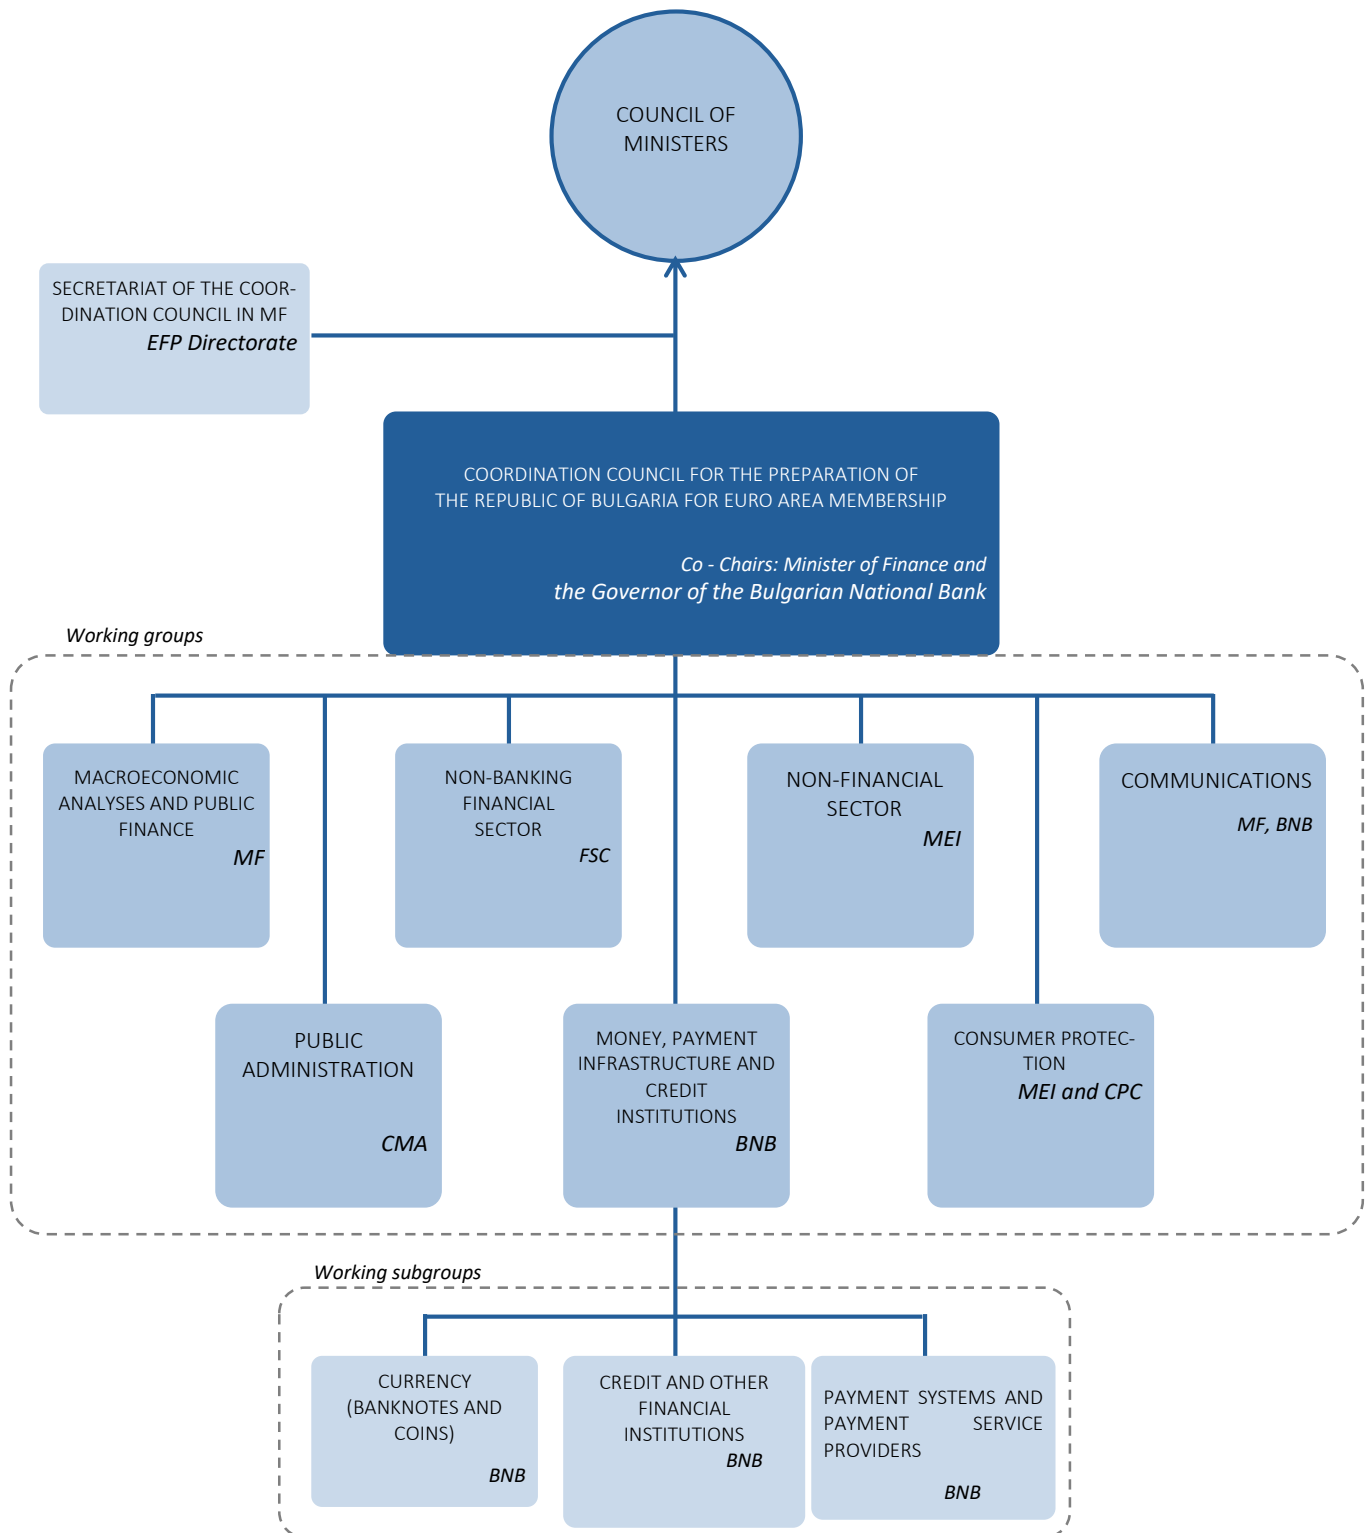 COUNCIL OF
MINISTERS
SECRETARIAT OF THE COOR-
DINATION COUNCIL IN MF
EFP Directorate
COORDINATION COUNCIL FOR THE PREPARATION OF
THE REPUBLIC OF BULGARIA FOR EURO AREA MEMBERSHIP
Co - Chairs: Minister of Finance and
the Governor of the Bulgarian National Bank
Working groups
MACROECONOMIC
ANALYSES AND PUBLIC
FINANCE
MF
NON-BANKING
FINANCIAL
SECTOR
FSC
NON-FINANCIAL
SECTOR
MEI
COMMUNICATIONS
MF, BNB
PUBLIC
ADMINISTRATION
CMA
MONEY, PAYMENT
INFRASTRUCTURE AND
CREDIT
INSTITUTIONS
BNB
CONSUMER PROTEC-
TION
MEI and CPC
Working subgroups
CURRENCY
(BANKNOTES AND
COINS)
BNB
CREDIT AND OTHER
FINANCIAL
INSTITUTIONS
BNB
PAYMENT SYSTEMS AND
PAYMENT SERVICE
PROVIDERS
BNB